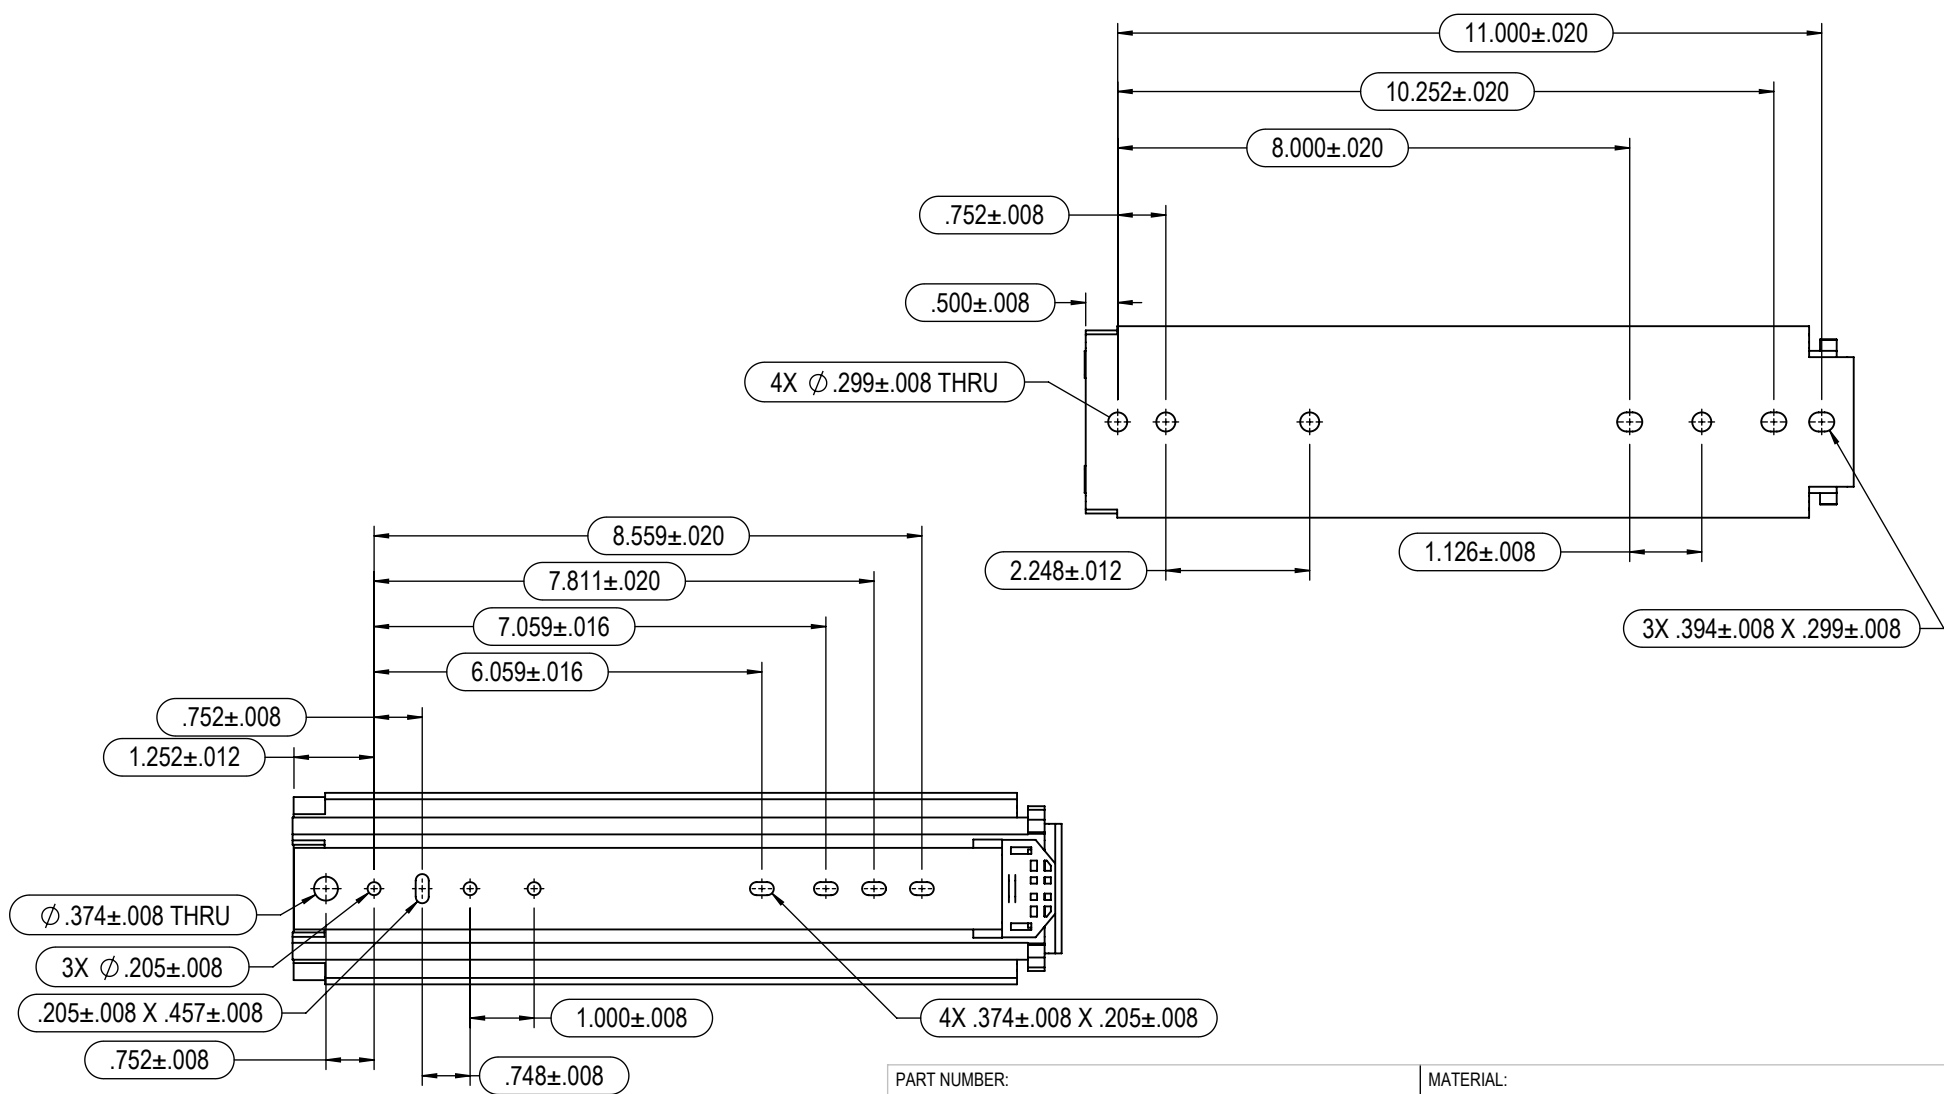 11.000±.020
10.252±.020
8.000±.020
.752±.008
.500±.008
4X ⌀ .299±.008 THRU
2.248±.012
1.126±.008
3X .394±.008 X .299±.008
8.559±.020
7.811±.020
7.059±.016
6.059±.016
.752±.008
1.252±.012
⌀ .374±.008 THRU
3X ⌀ .205±.008
.205±.008 X .457±.008
.752±.008
.748±.008
1.000±.008
4X .374±.008 X .205±.008
PART NUMBER:
MATERIAL: